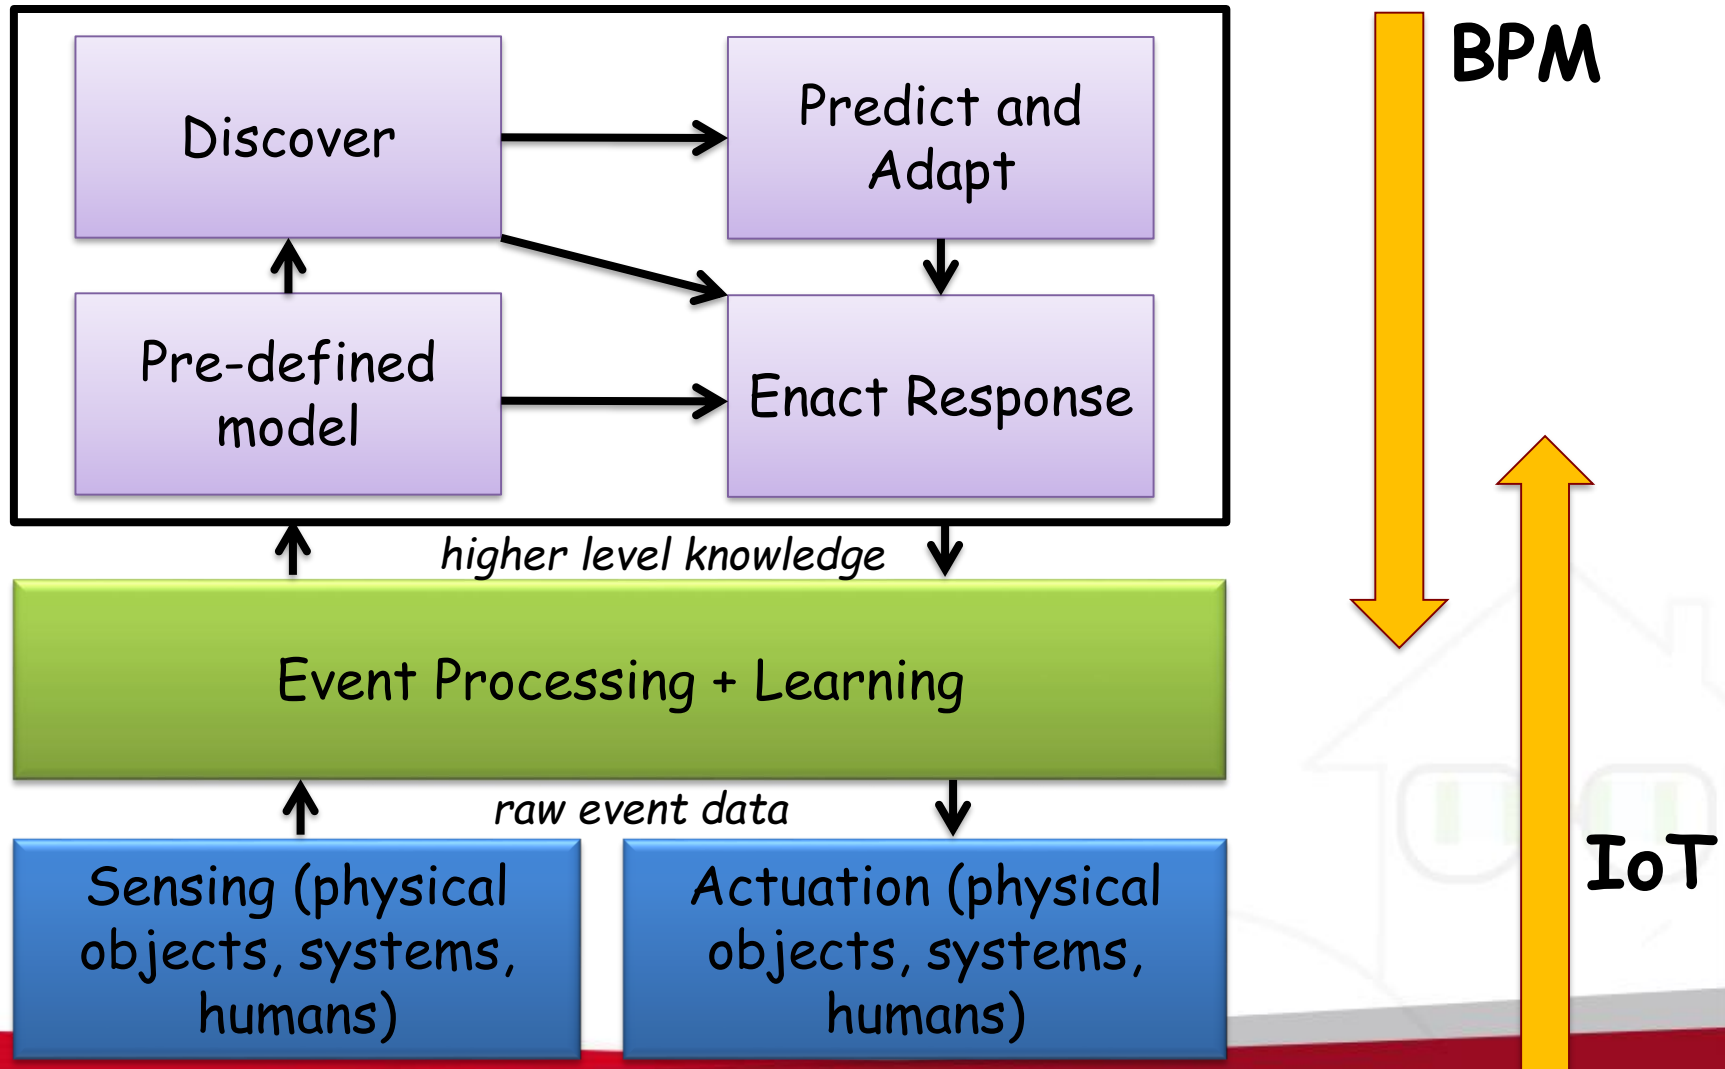 BPM
Discover
Predict and
Adapt
Pre-defined
model
Enact Response
higher level knowledge
Event Processing + Learning
raw event data
IoT
Sensing (physical
objects, systems,
humans)
Actuation (physical
objects, systems,
humans)